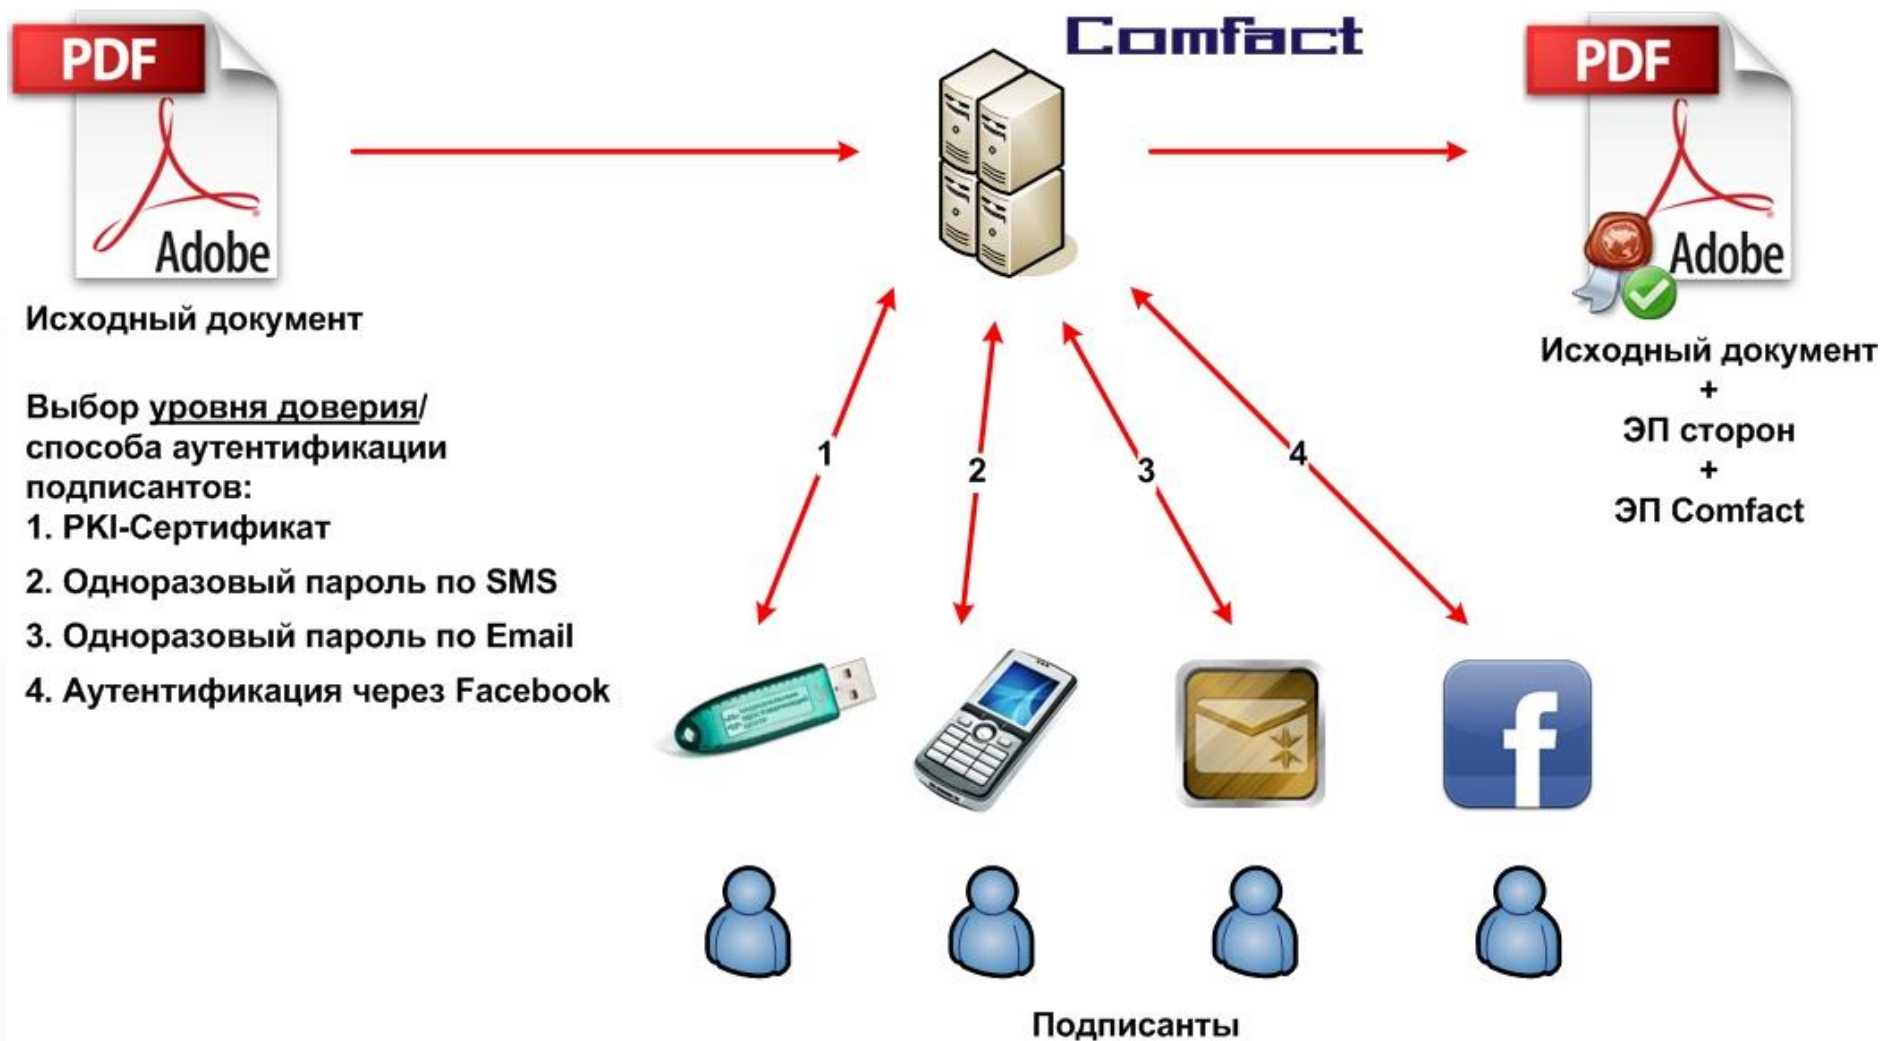 PDF
Adobe
Исходный документ
Выбор уровня доверия/
способа аутентификации
подписантов:
1. PKI-Сертификат
2. Одноразовый пароль по SMS
3. Одноразовый пароль по Email
4. Аутентификация через Facebook
Comfact
1
2
3
4
f
Подписанты
PDF
Adobe
Исходный документ
+
ЭП сторон
+
ЭП Comfact